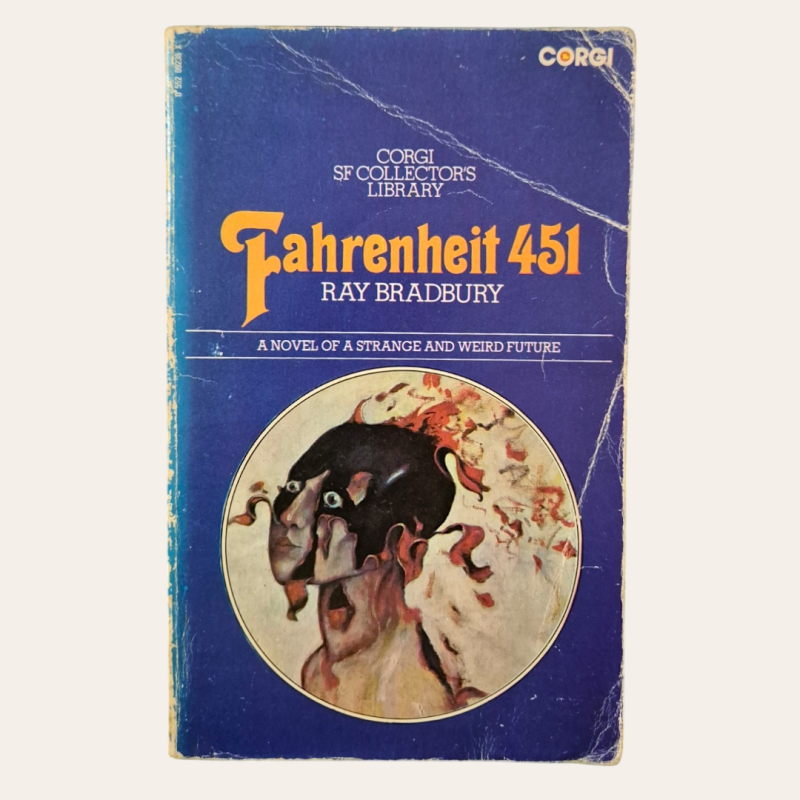 CORGI
CORGI
SF COLLECTOR'S
LIBRARY
Fahrenheit 451
RAY BRADBURY
A NOVEL OF A STRANGE AND WEIRD FUTURE